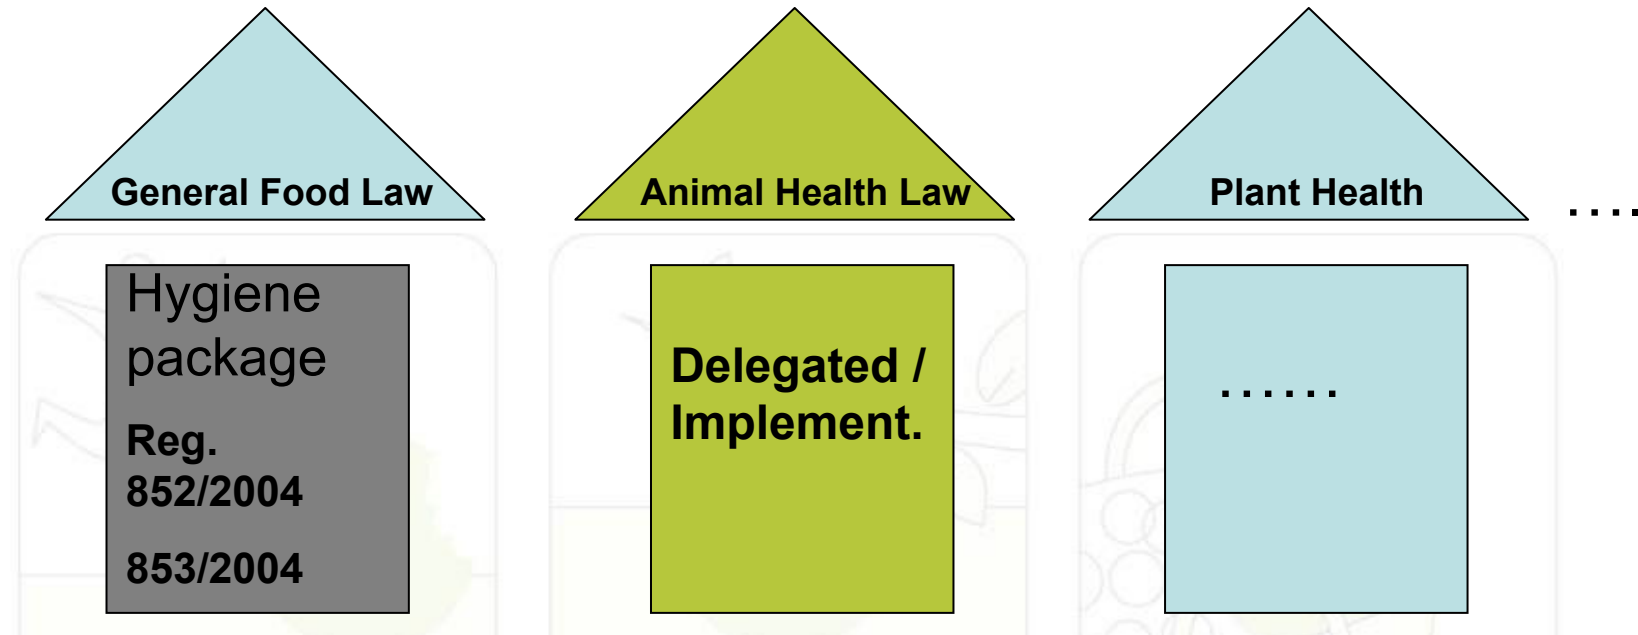 General Food Law
Animal Health Law
Plant Health
....
Hygiene
package
Reg.
852/2004
853/2004
Delegated /
Implement.
......